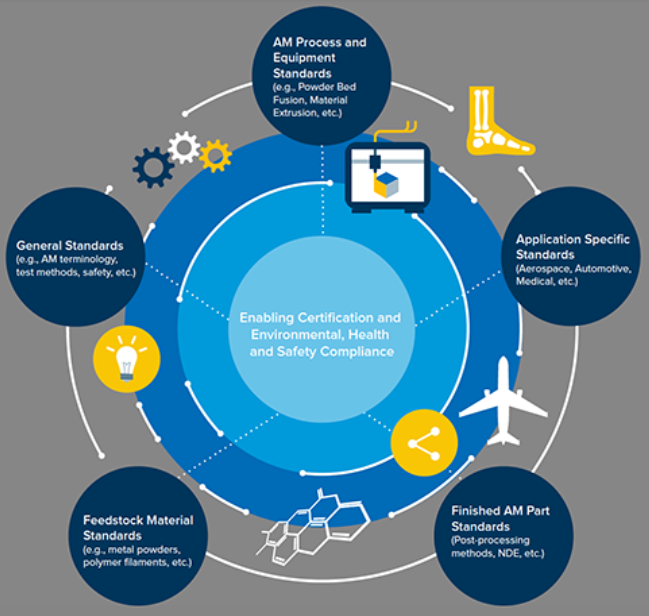 AM Process and
Equipment
Standards
(e.g., Powder Bed
Fusion, Material
Extrusion, etc.)
General Standards
(e.g., AM terminology,
test methods, safety, etc.)
Application Specific
Standards
(Aerospace, Automotive,
Medical, etc.)
Enabling Certification and
Environmental, Health
and Safety Compliance
Feedstock Material
Standards
(e.g., metal powders,
polymer filaments, etc.)
Finished AM Part
Standards
(Post-processing
methods, NDE, etc.)